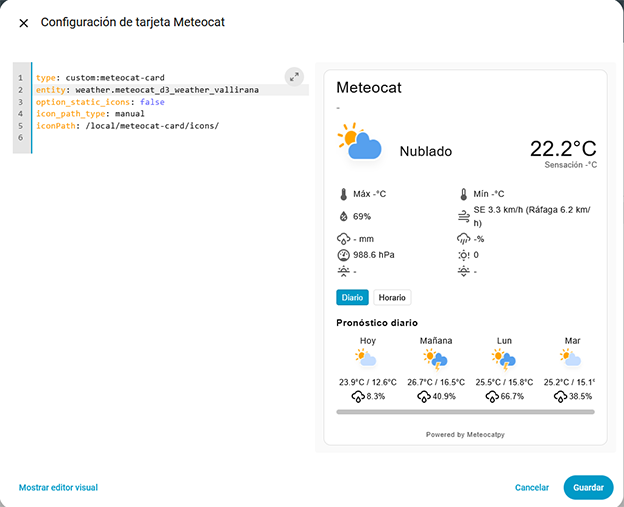 Configuración de tarjeta Meteocat
1 type: custom:meteocat-card
2 entity: weather.meteocat_d3_weather_vallirana
3 option_static_icons: false
4 icon_path_type: manual
5 iconPath: /local/meteocat-card/icons/
6
Meteocat
-
Nublado
22.2°C
Sensación -°C
Máx -°C
Mín -°C
69%
SE 3.3 km/h (Ráfaga 6.2 km/
h)
- mm
-%
988.6 hPa
0
-
-
Diario Horario
Pronóstico diario
Hoy Mañana Lun Mar
23.9°C / 12.6°C 26.7°C / 16.5°C 25.5°C / 15.8°C 25.2°C / 15.1°
8.3% 40.9% 66.7% 38.5%
Powered by Meteocatpy
Mostrar editor visual
Cancelar
Guardar